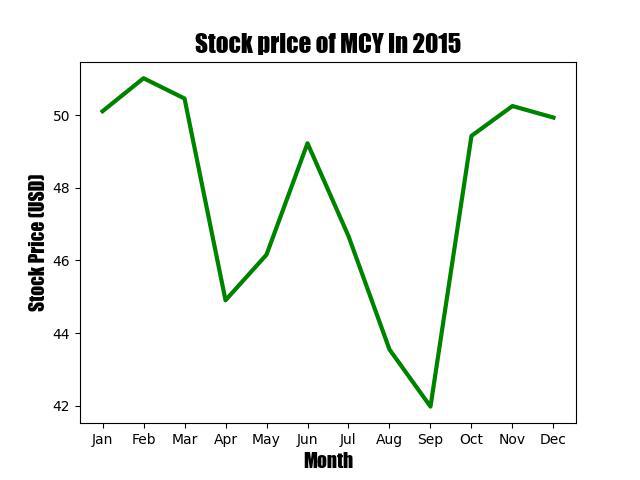 Stock price of MCY in 2015
Stock Price (USD)
50
48
46
44
42
Jan Feb Mar Apr May Jun Jul Aug Sep Oct Nov Dec
Month